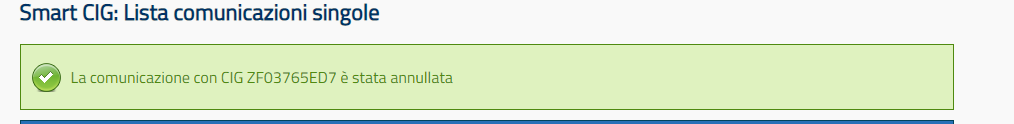 Smart CIG: Lista comunicazioni singole
La comunicazione con CIG ZF03765ED7 è stata annullata